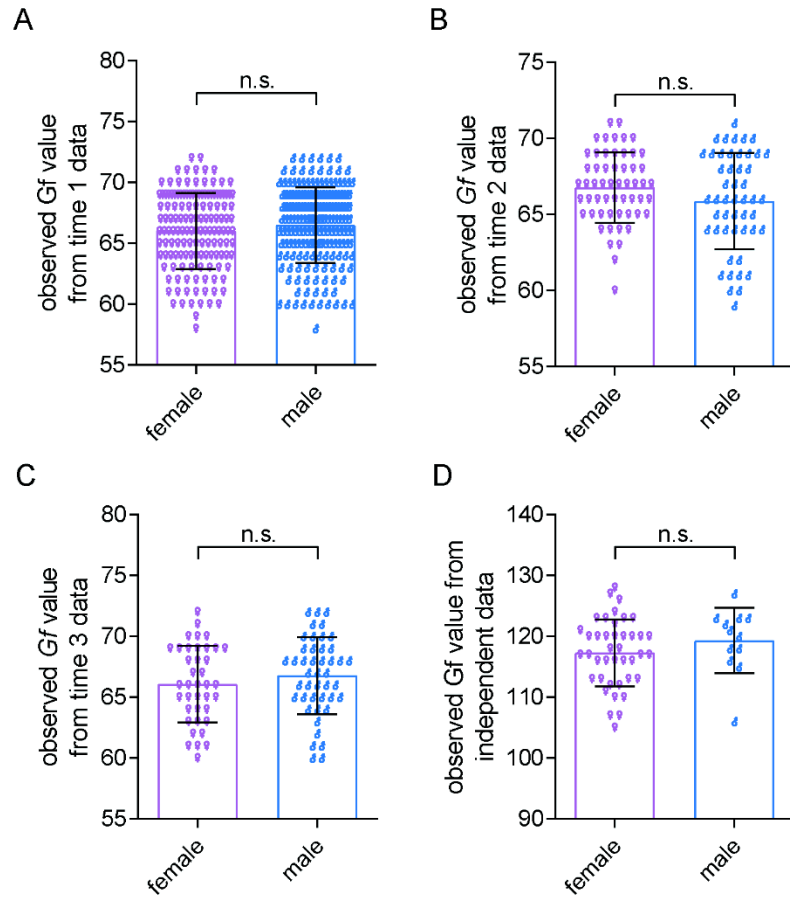 A
observed Gf value
from time 1 data
80
75
70
65
60
55
n.s.
female
male
B
observed Gf value
from time 2 data
75
70
65
60
55
n.s.
female
male
C
observed Gf value
from time 3 data
80
75
70
65
60
55
n.s.
female
male
D
observed Gf value from
independent data
140
130
120
110
100
90
n.s.
female
male